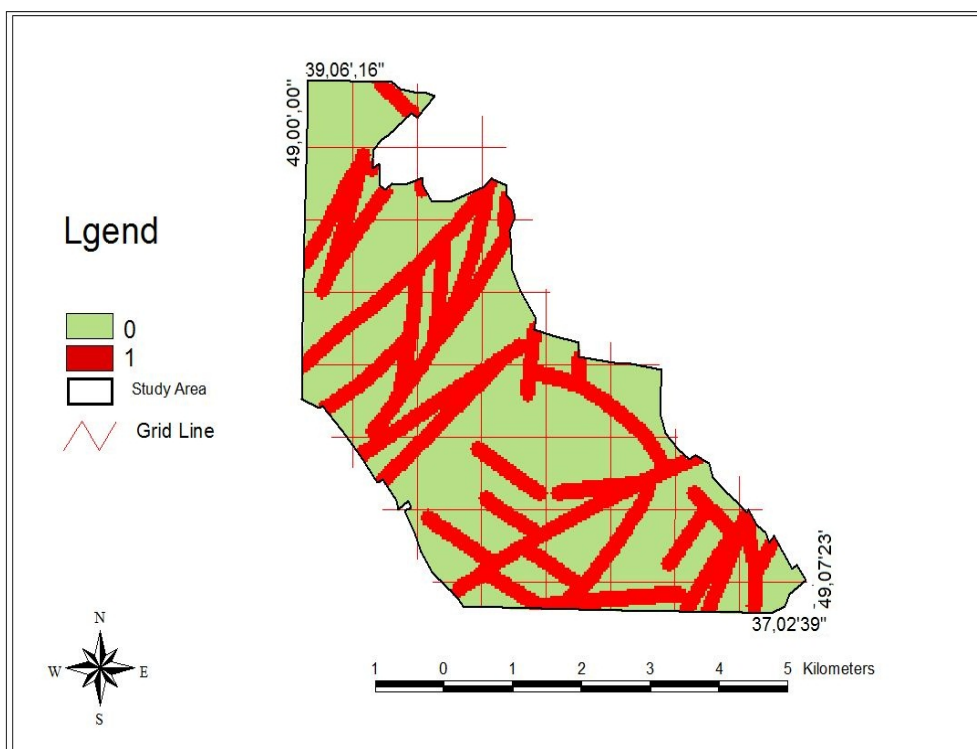 39,06',16"
49,00',00"
Lgend
0
1
Study Area
Grid Line
49,07'23'
37,02'39"
N
W E
S
1 0 1 2 3 4 5 Kilometers